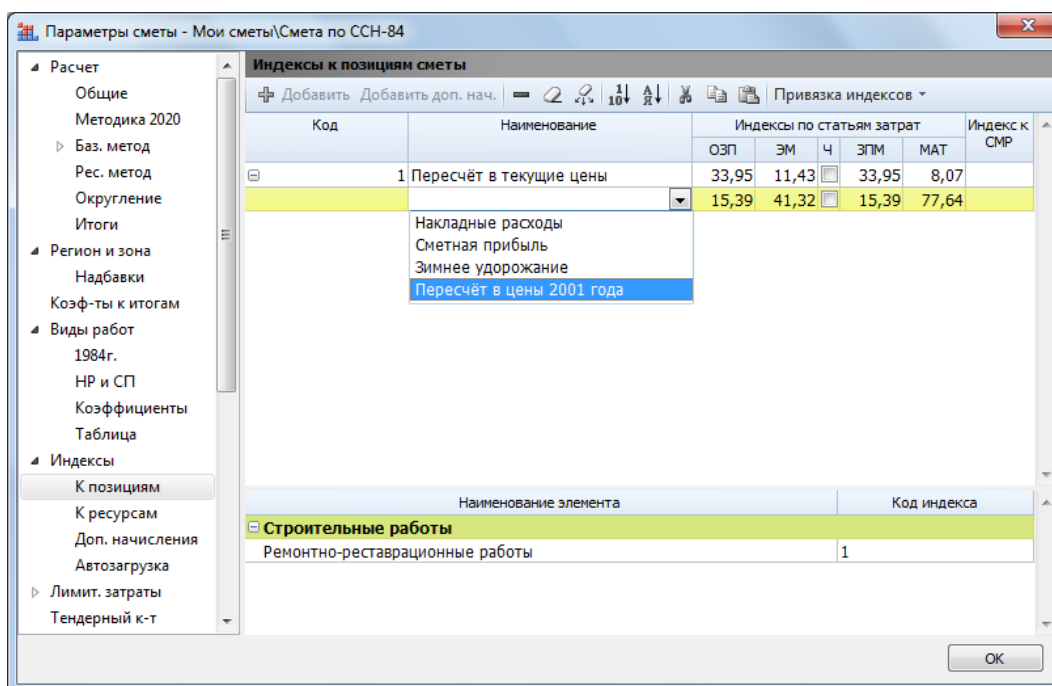 Параметры сметы - Мои сметы\Смета по ССН-84
Расчет
Общие
Методика 2020
Баз. метод
Рес. метод
Округление
Итоги
Регион и зона
Надбавки
Коэф-ты к итогам
Виды работ
1984г.
НР и СП
Коэффициенты
Таблица
Индексы
К позициям
К ресурсам
Доп. начисления
Автозагрузка
Лимит. затраты
Тендерный к-т
Индексы к позициям сметы
Добавить Добавить доп. нач. Привязка индексов
Код Наименование Индексы по статьям затрат Индекс к СМР
ОЗП ЭМ Ч ЗПМ МАТ
1 Пересчёт в текущие цены 33,95 11,43 33,95 8,07
15,39 41,32 15,39 77,64
Накладные расходы
Сметная прибыль
Зимнее удорожание
Пересчёт в цены 2001 года
Наименование элемента Код индекса
Строительные работы
Ремонтно-реставрационные работы 1
OK